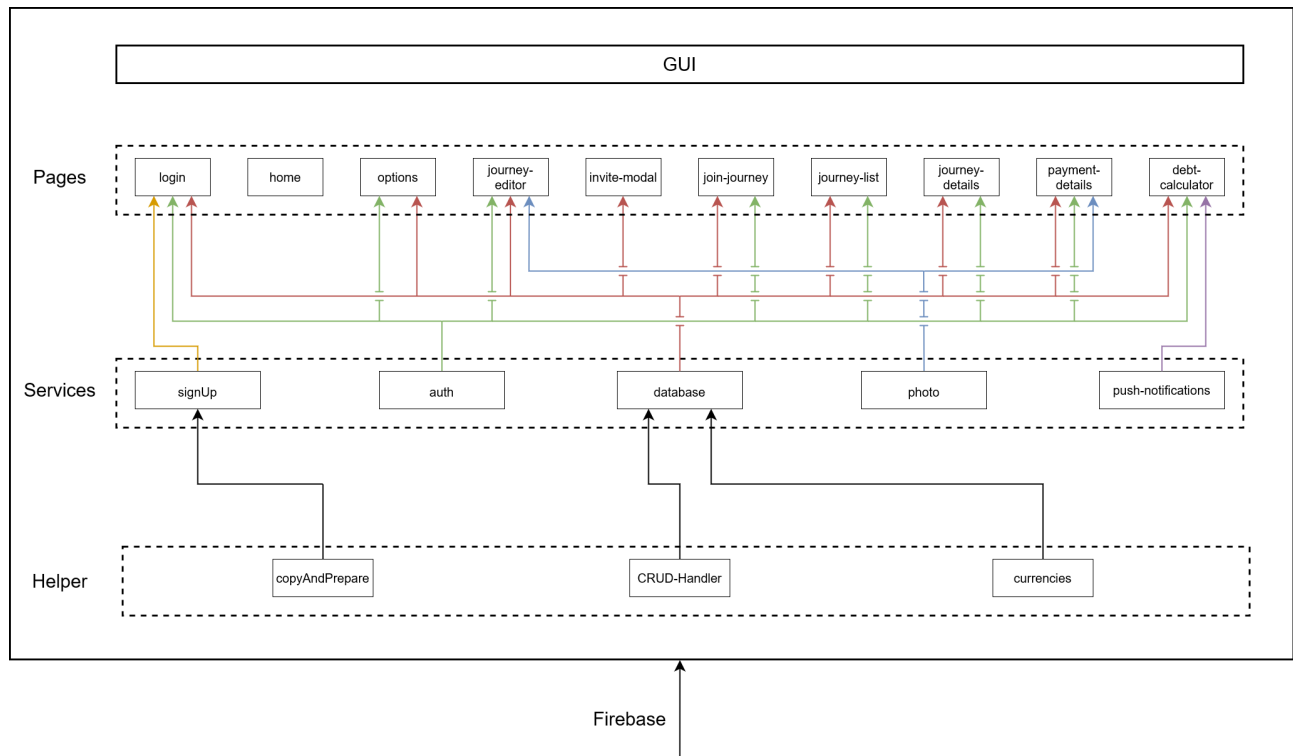 GUI
Pages
login
home
options
journey-
editor
invite-modal
join-journey
journey-list
journey-
details
payment-
details
debt-
calculator
Services
signUp
auth
database
photo
push-notifications
Helper
copyAndPrepare
CRUD-Handler
currencies
Firebase